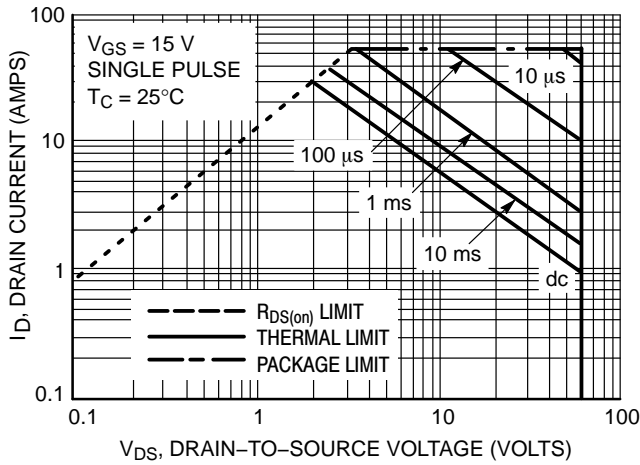 100
10
1
0.1
I_D, DRAIN CURRENT (AMPS)
V_GS = 15 V
SINGLE PULSE
T_C = 25°C
10 µs
100 µs
1 ms
10 ms
dc
R_DS(on) LIMIT
THERMAL LIMIT
PACKAGE LIMIT
0.1
1
10
100
V_DS, DRAIN−TO−SOURCE VOLTAGE (VOLTS)